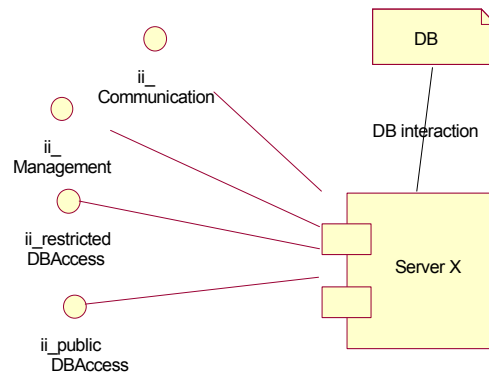 DB
ii_
Communication
DB interaction
ii_
Management
ii_restricted
DBAccess
Server X
ii_public
DBAccess